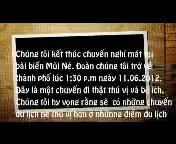 Chúng tôi kết thúc chuyến nghỉ mát tại
bãi biển Mũi Né. Đoàn chúng tôi trở về
thành phố lúc 1:30 p.m ngày 11.06.2012.
Đây là một chuyến đi thật thú vị và bổ ích.
Chúng tôi hy vọng rằng sẽ có những chuyến
du lịch hè thú vị hơn ở những điểm du lịch